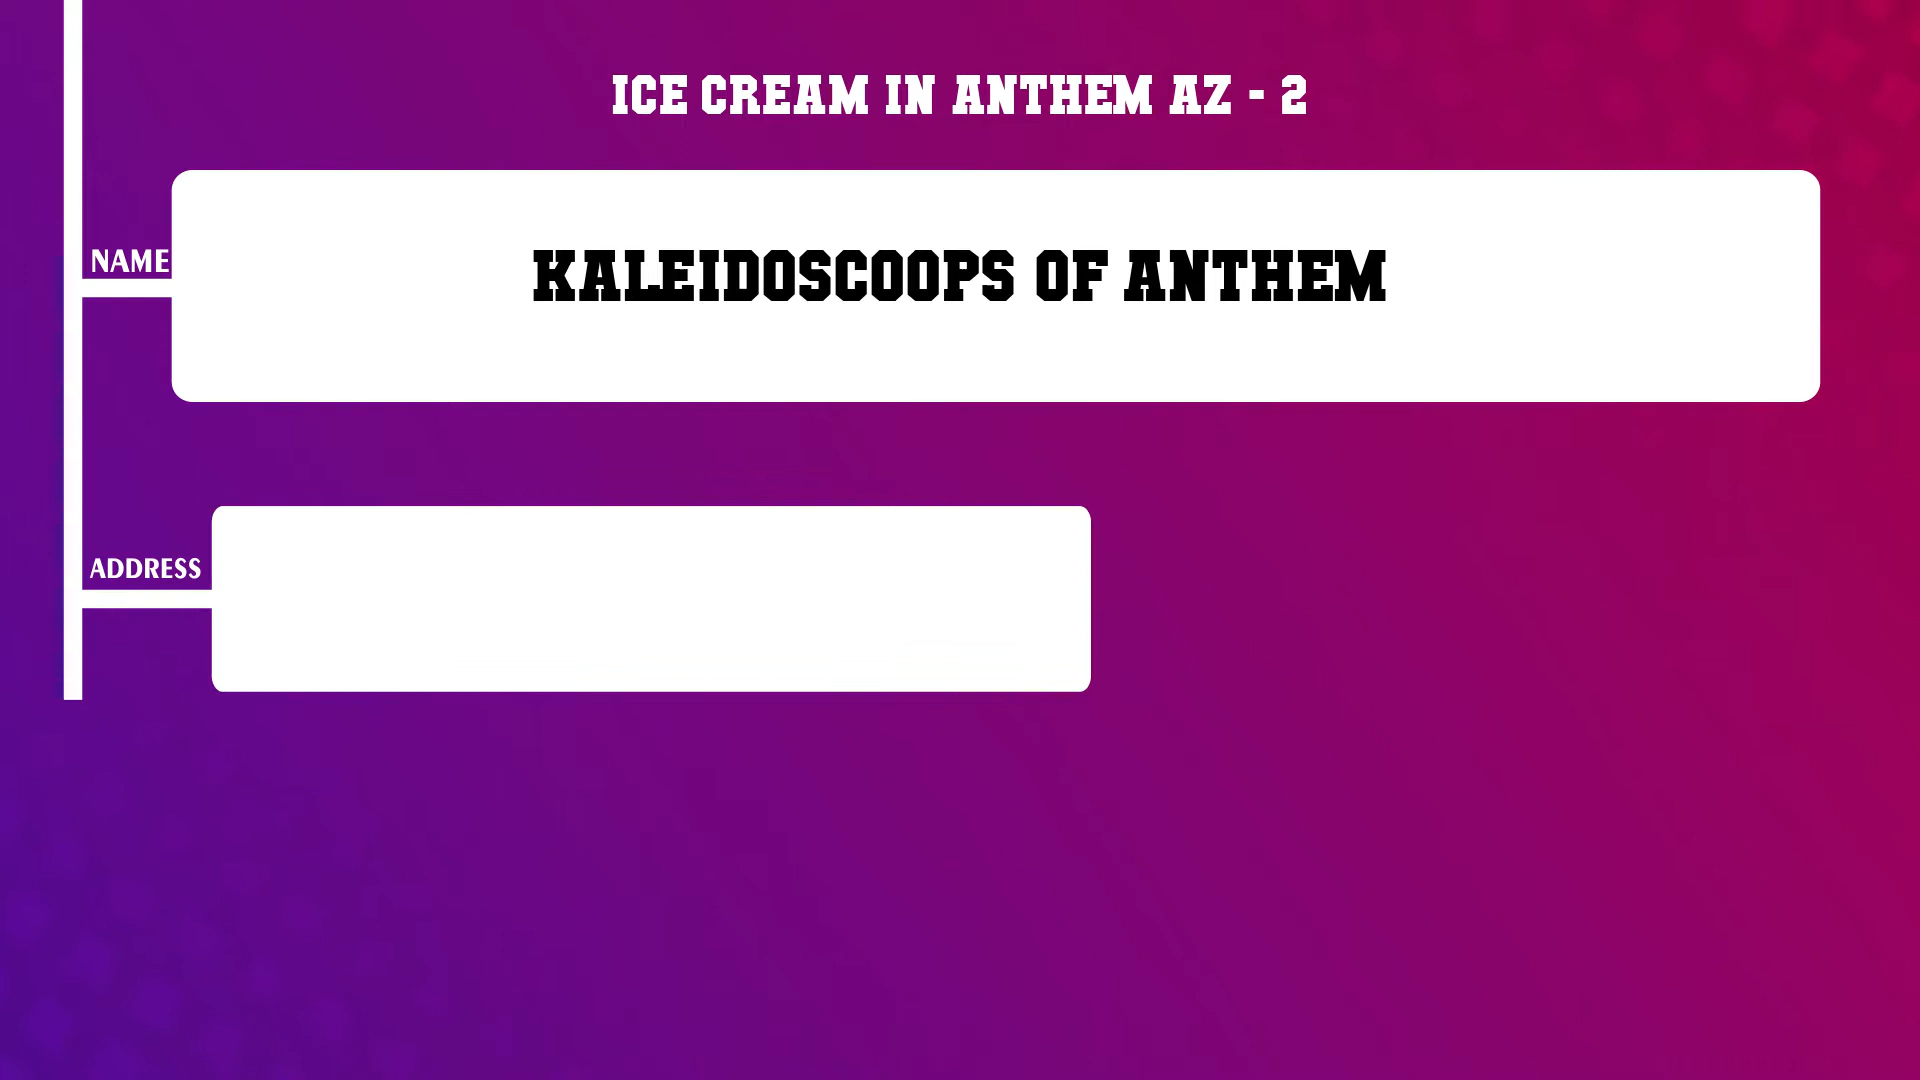 ICE CREAM IN ANTHEM AZ - 2
NAME
KALEIDOSCOOPS OF ANTHEM
ADDRESS